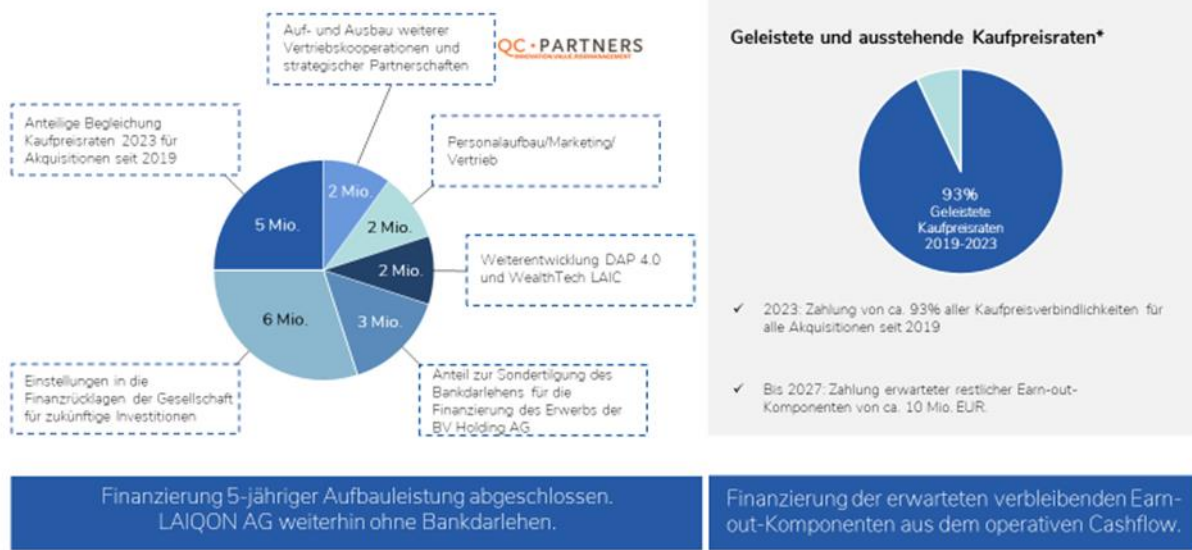 Auf- und Ausbau weiterer
Vertriebskooperationen und
strategischer Partnerschaften
QC·PARTNERS
INNOVATION.VALUE.RISKMANAGEMENT
Anteilige Begleichung
Kaufpreisraten 2023 für
Akquisitionen seit 2019
Personalaufbau/Marketing/
Vertrieb
2 Mio.
2 Mio.
5 Mio.
2 Mio.
Weiterentwicklung DAP 4.0
und WealthTech LAIC
6 Mio.
3 Mio.
Einstellungen in die
Finanzrücklagen der Gesellschaft
für zukünftige Investitionen
Anteil zur Sondertilgung des
Bankdarlehens für die
Finanzierung des Erwerbs der
BV Holding AG
Finanzierung 5-jähriger Aufbauleistung abgeschlossen.
LAIQON AG weiterhin ohne Bankdarlehen.
Geleistete und ausstehende Kaufpreisraten*
93%
Geleistete
Kaufpreisraten
2019-2023
✓ 2023: Zahlung von ca. 93% aller Kaufpreisverbindlichkeiten für
alle Akquisitionen seit 2019
✓ Bis 2027: Zahlung erwarteter restlicher Earn-out-
Komponenten von ca. 10 Mio. EUR.
Finanzierung der erwarteten verbleibenden Earn-
out-Komponenten aus dem operativen Cashflow.